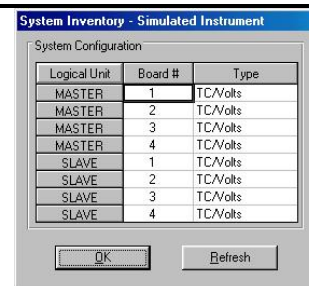 System Inventory - Simulated Instrument
System Configuration
Logical Unit Board # Type
MASTER 1 TC/Volts
MASTER 2 TC/Volts
MASTER 3 TC/Volts
MASTER 4 TC/Volts
SLAVE 1 TC/Volts
SLAVE 2 TC/Volts
SLAVE 3 TC/Volts
SLAVE 4 TC/Volts
OK Refresh